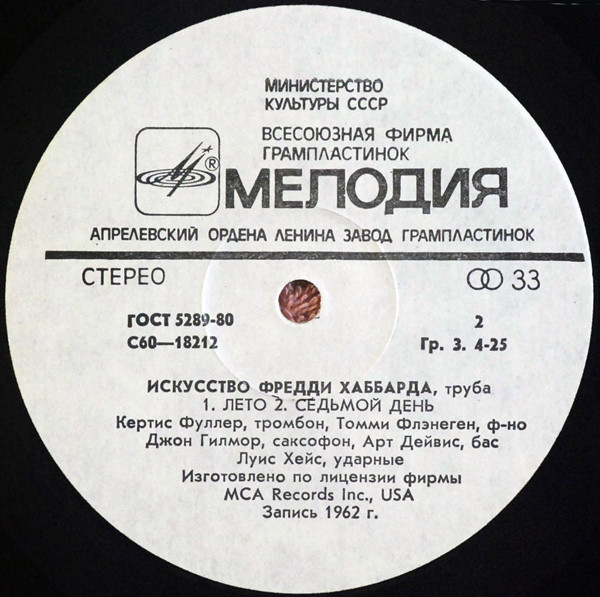 МИНИСТЕРСТВО
КУЛЬТУРЫ СССР
ВСЕСОЮЗНАЯ ФИРМА
ГРАМПЛАСТИНОК
®
МЕЛОДИЯ
АПРЕЛЕВСКИЙ ОРДЕНА ЛЕНИНА ЗАВОД ГРАМПЛАСТИНОК
СТЕРЕО 33
ГОСТ 5289-80 2
С60—18212 Гр. 3. 4-25
ИСКУССТВО ФРЕДДИ ХАББАРДА, труба
1. ЛЕТО 2. СЕДЬМОЙ ДЕНЬ
Кертис Фуллер, тромбон, Томми Флэнеген, ф-но
Джон Гилмор, саксофон, Арт Дейвис, бас
Луис Хейс, ударные
Изготовлено по лицензии фирмы
MCA Records Inc., USA
Запись 1962 г.